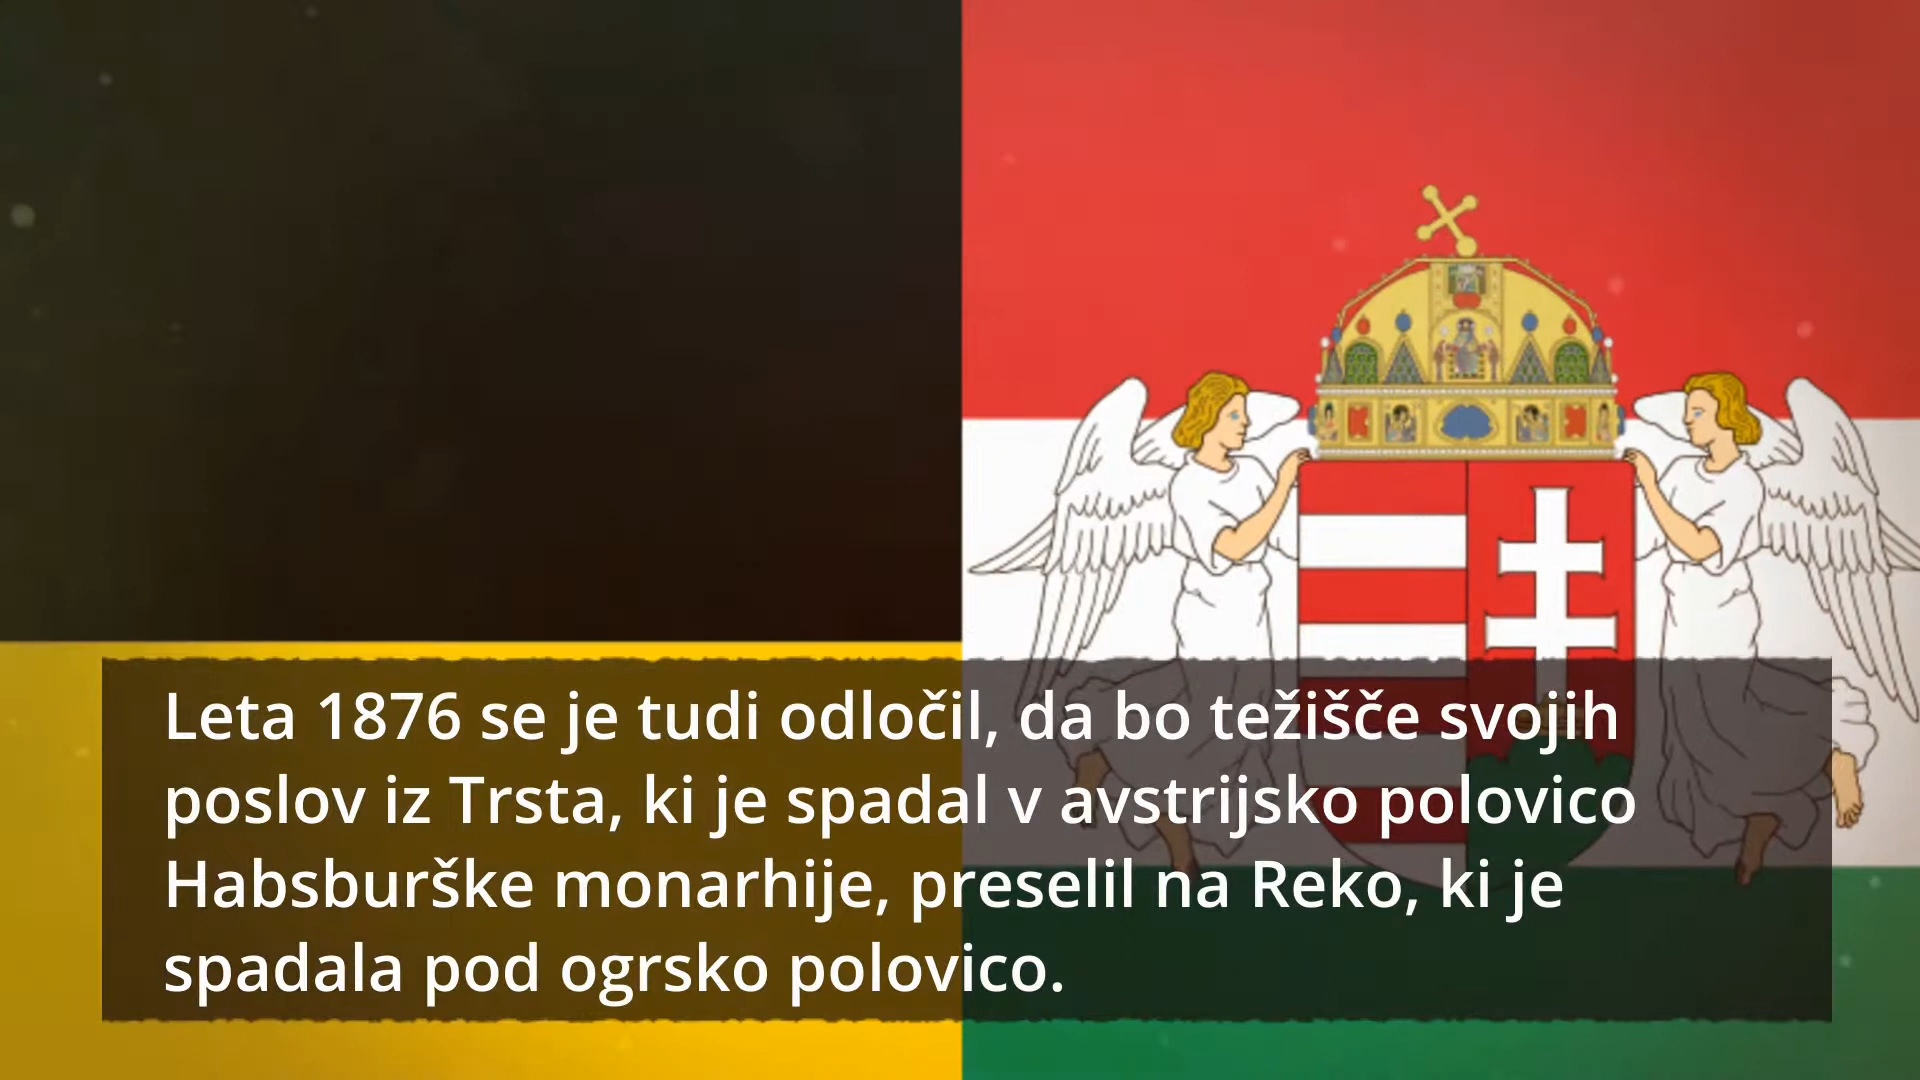 Leta 1876 se je tudi odločil, da bo težišče svojih
poslov iz Trsta, ki je spadal v avstrijsko polovico
Habsburške monarhije, preselil na Reko, ki je
spadala pod ogrsko polovico.